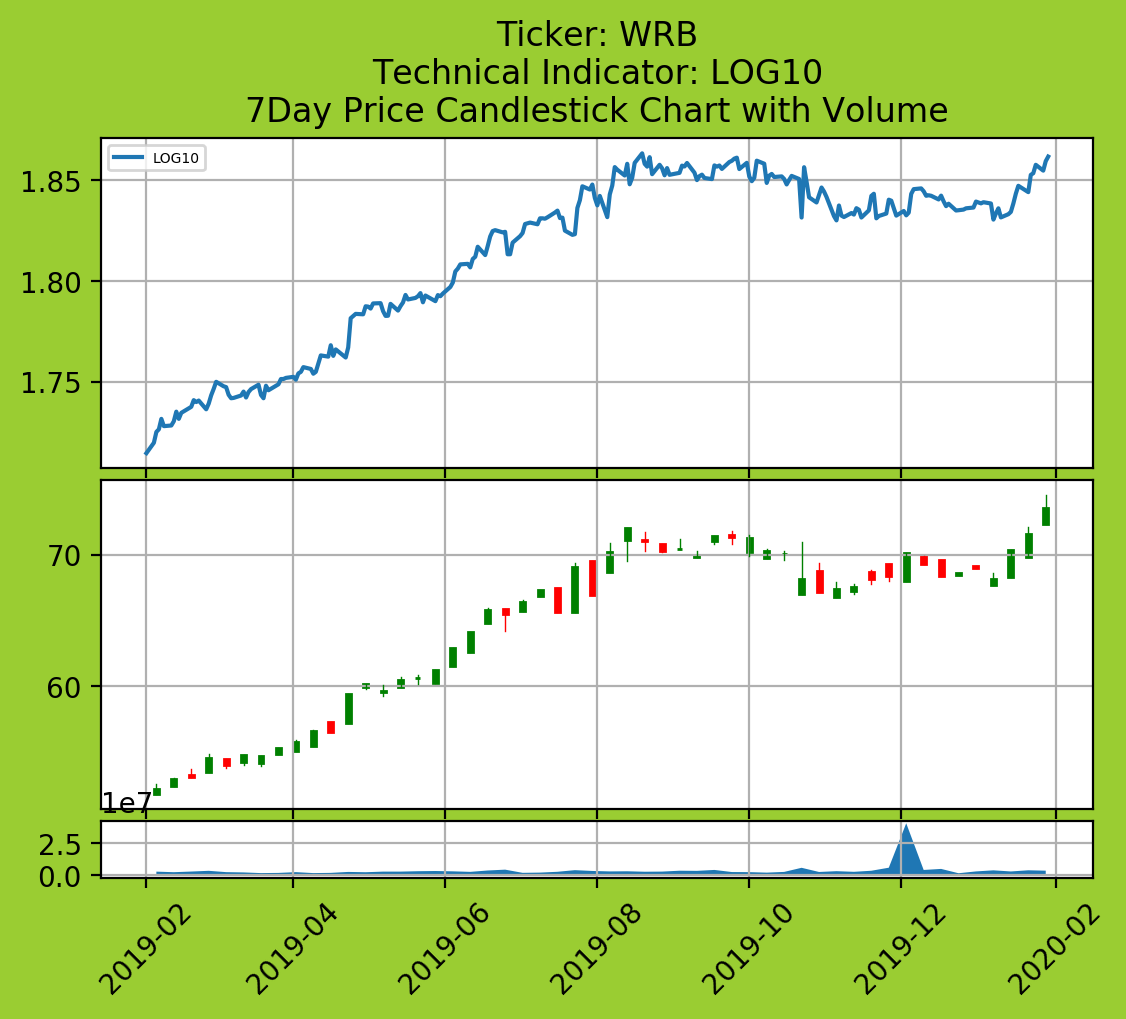 Ticker: WRB
Technical Indicator: LOG10
7Day Price Candlestick Chart with Volume
LOG10
1.85
1.80
1.75
70
60
1e7
2.5
0.0
2019-02
2019-04
2019-06
2019-08
2019-10
2019-12
2020-02